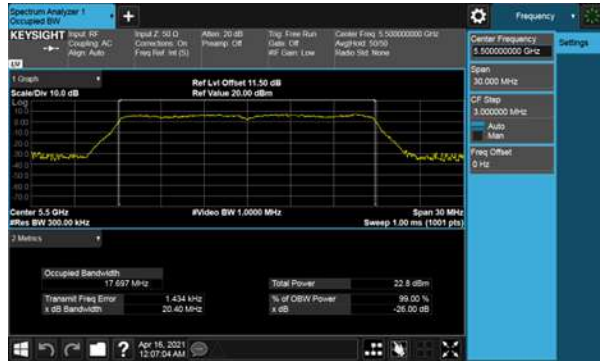 Spectrum Analyzer 1
Occupied BW
KEYSIGHT
Input: RF
Coupling: AC
Align: Auto
Input Z: 50 Ω
Corrections: On
Freq Ref: Int (S)
Atten: 20 dB
Preamp: Off
Trig: Free Run
Gate: Off
#IF Gain: Low
Center Freq: 5.500000000 GHz
Avg|Hold: 50/50
Radio Std: None
Frequency
Center Frequency
5.500000000 GHz
Settings
Span
30.000 MHz
CF Step
3.000000 MHz
Auto
Man
Freq Offset
0 Hz
1 Graph
Scale/Div 10.0 dB
Ref Lvl Offset 11.50 dB
Ref Value 20.00 dBm
Log
10.0
0.00
Center 5.5 GHz
#Res BW 300.00 kHz
#Video BW 1.0000 MHz
Span 30 MHz
Sweep 1.00 ms (1001 pts)
2 Metrics
Occupied Bandwidth
17.697 MHz
Total Power 22.8 dBm
Transmit Freq Error 1.434 kHz
% of OBW Power 99.00 %
x dB Bandwidth 20.40 MHz
x dB -26.00 dB
?
Apr 16, 2021
12:07:04 AM